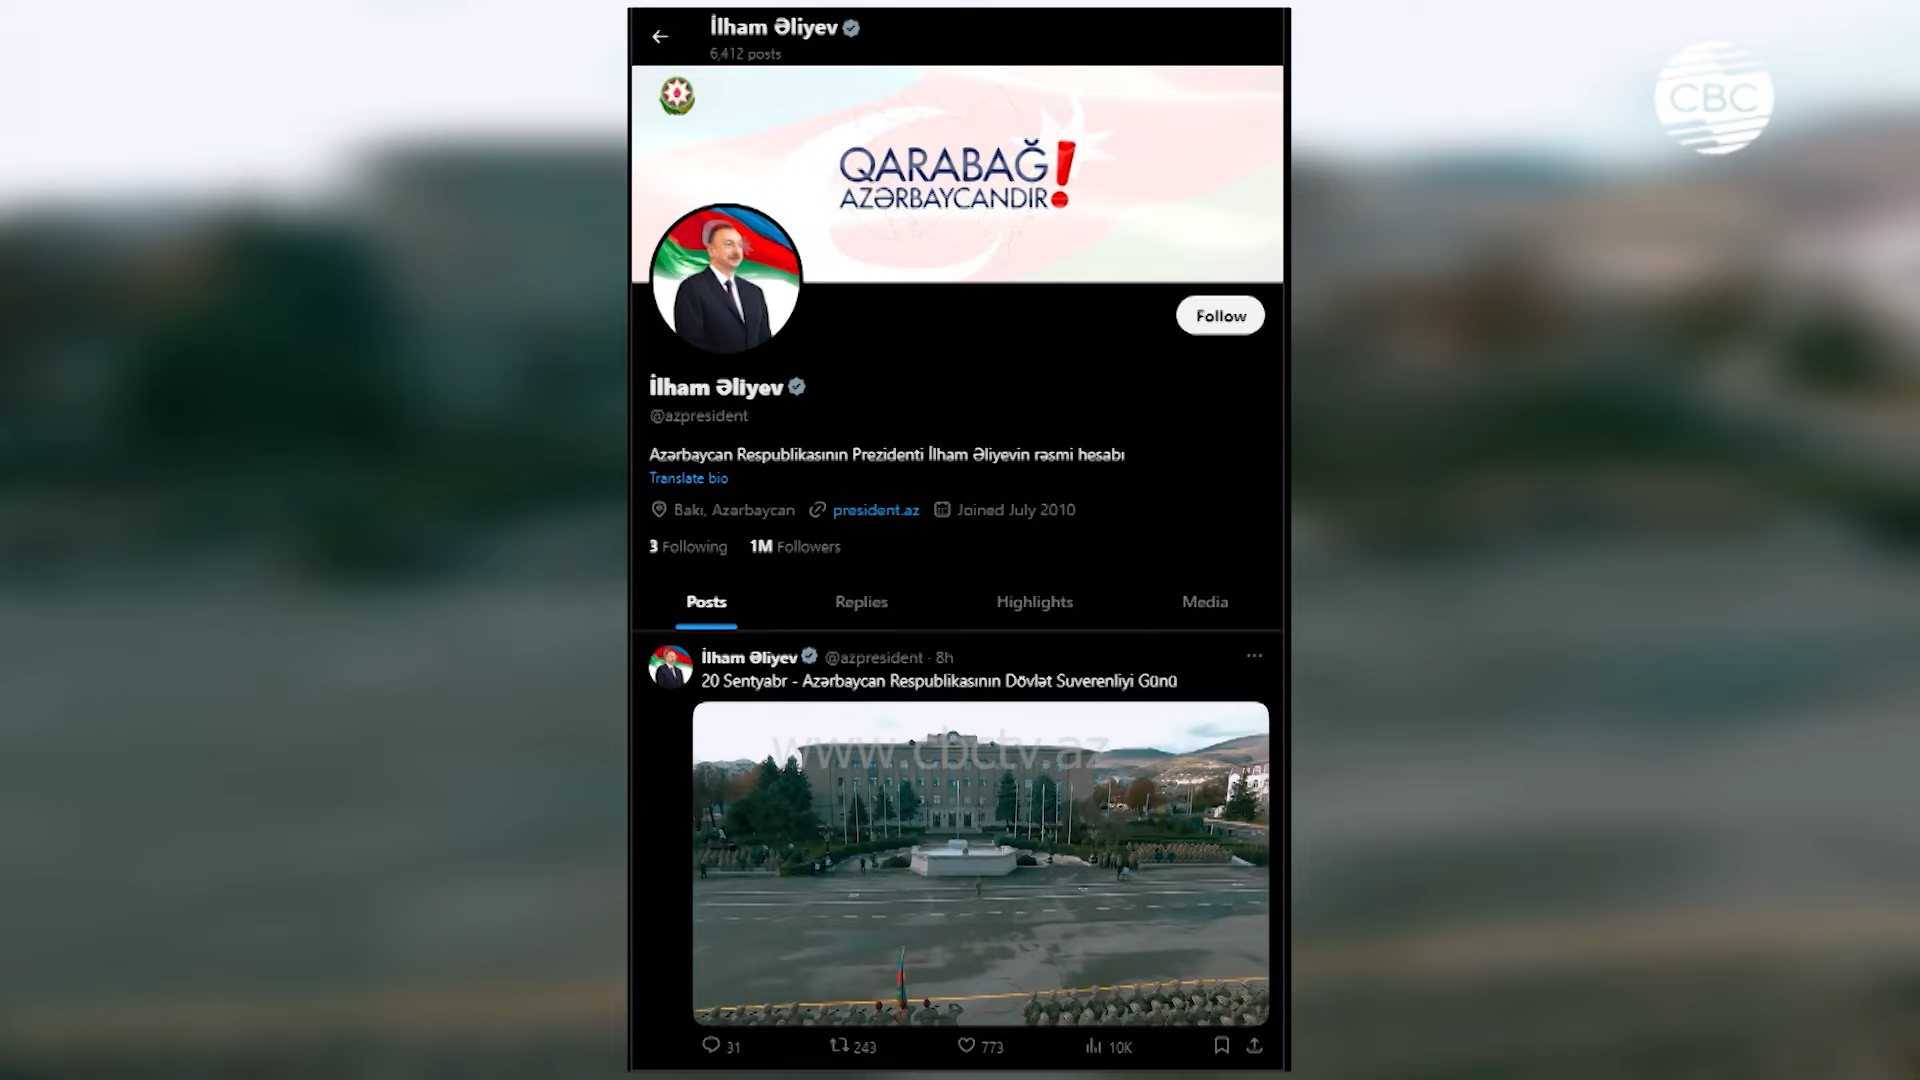 İlham Əliyev
6,412 posts
CBC
QARABAĞ!
AZƏRBAYCANDIR
Follow
İlham Əliyev
@azpresident
Azərbaycan Respublikasının Prezidenti İlham Əliyevin rəsmi hesabı
Translate bio
Bakı, Azərbaycan president.az Joined July 2010
3 Following 1M Followers
Posts Replies Highlights Media
İlham Əliyev @azpresident · 8h
20 Sentyabr - Azərbaycan Respublikasının Dövlət Suverenliyi Günü
www.cbctv.az
31 243 773 10K